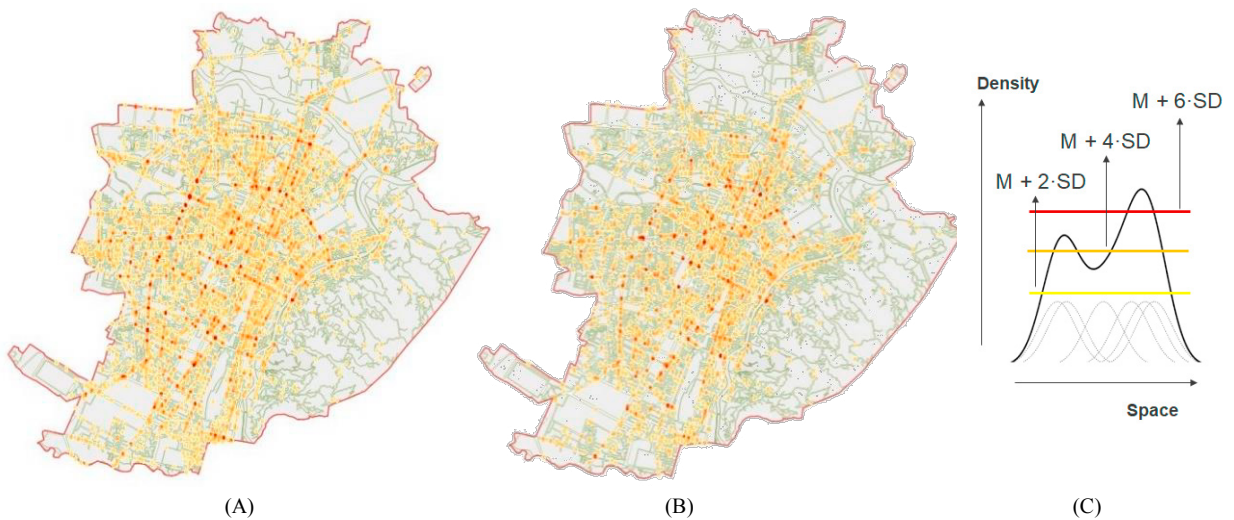 Density
M + 6·SD
M + 4·SD
M + 2·SD
Space
(A)
(B)
(C)